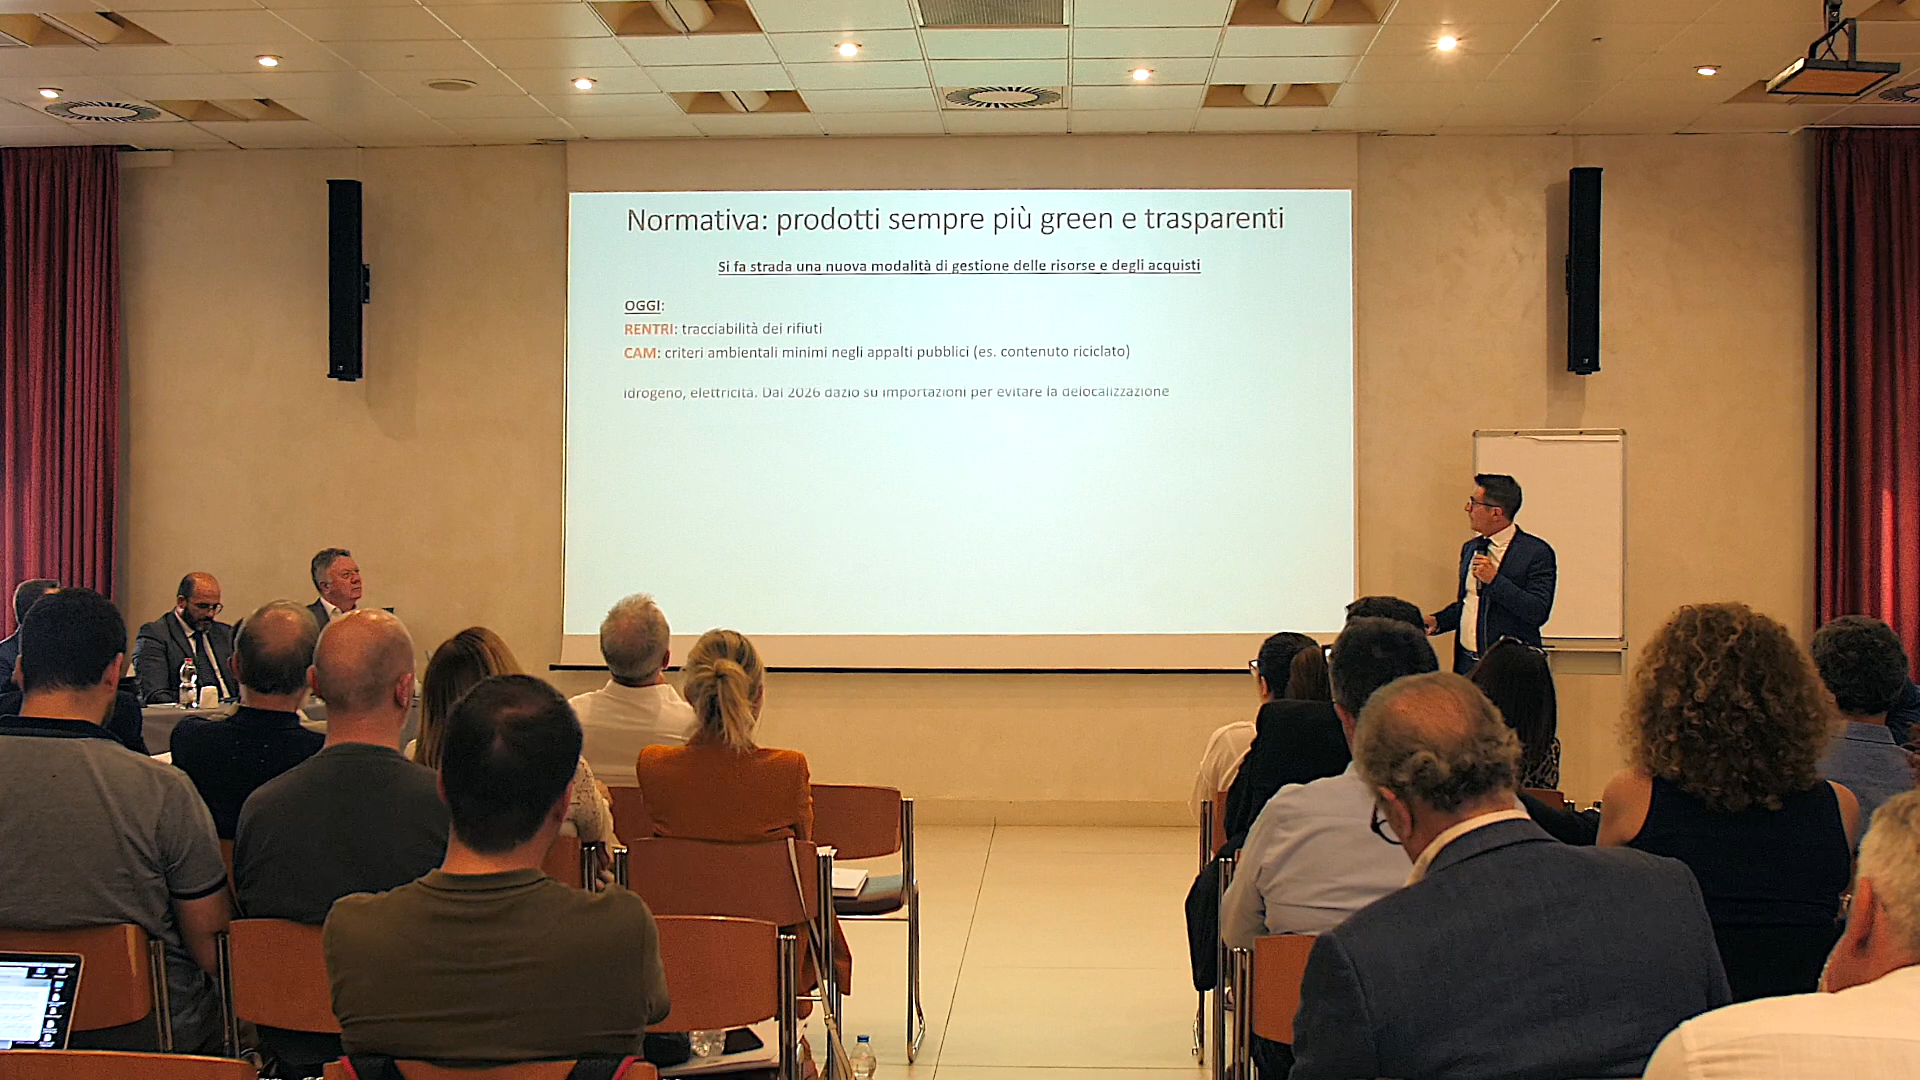 Normativa: prodotti sempre più green e trasparenti
Si fa strada una nuova modalità di gestione delle risorse e degli acquisti
OGGI:
RENTRI: tracciabilità dei rifiuti
CAM: criteri ambientali minimi negli appalti pubblici (es. contenuto riciclato)
idrogeno, elettricità. Dal 2026 dazio su importazioni per evitare la delocalizzazione